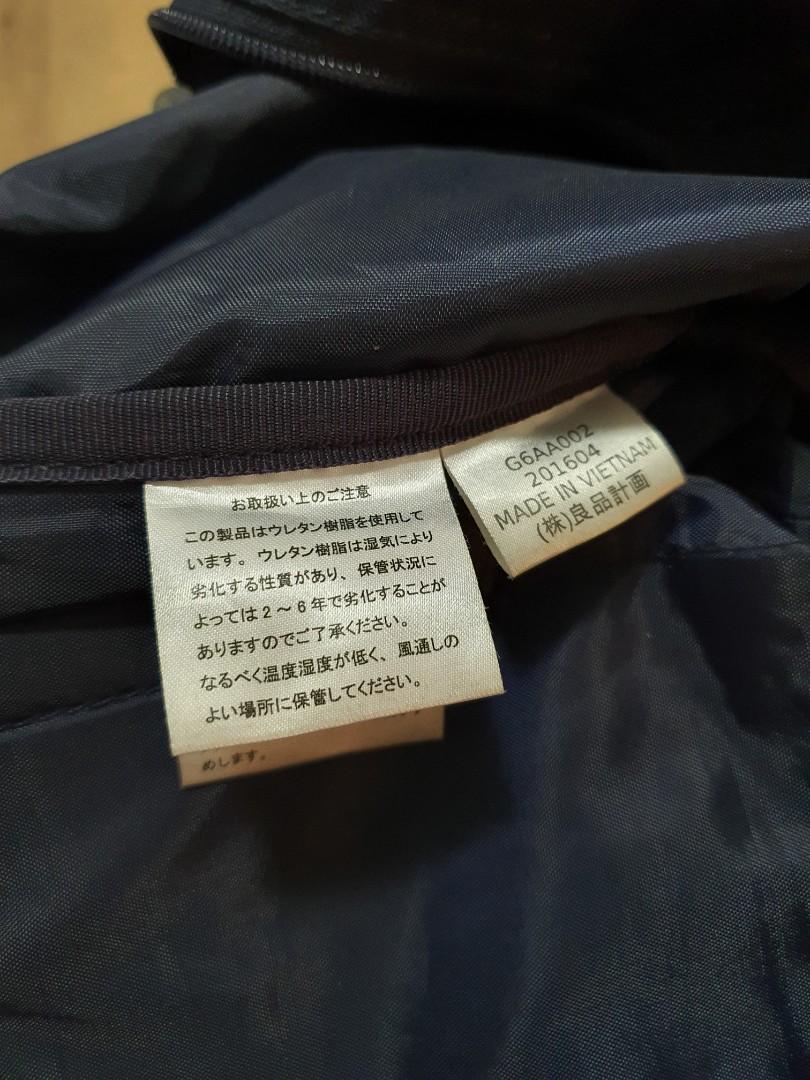 お取扱い上のご注意
この製品はウレタン樹脂を使用して
います。ウレタン樹脂は湿気により
劣化する性質があり、保管状況に
よっては2～6年で劣化することが
ありますのでご了承ください。
なるべく温度湿度が低く、風通しの
よい場所に保管してください。
めします。
G6AA002
201604
MADE IN VIETNAM
(株)良品計画